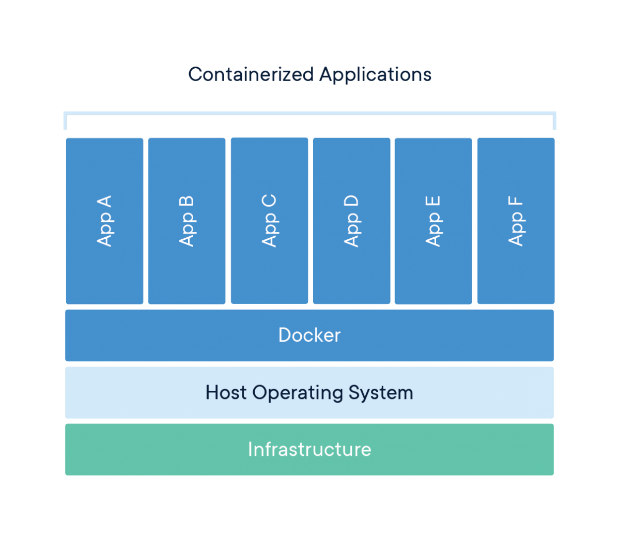 Containerized Applications
App A
App B
App C
App D
App E
App F
Docker
Host Operating System
Infrastructure